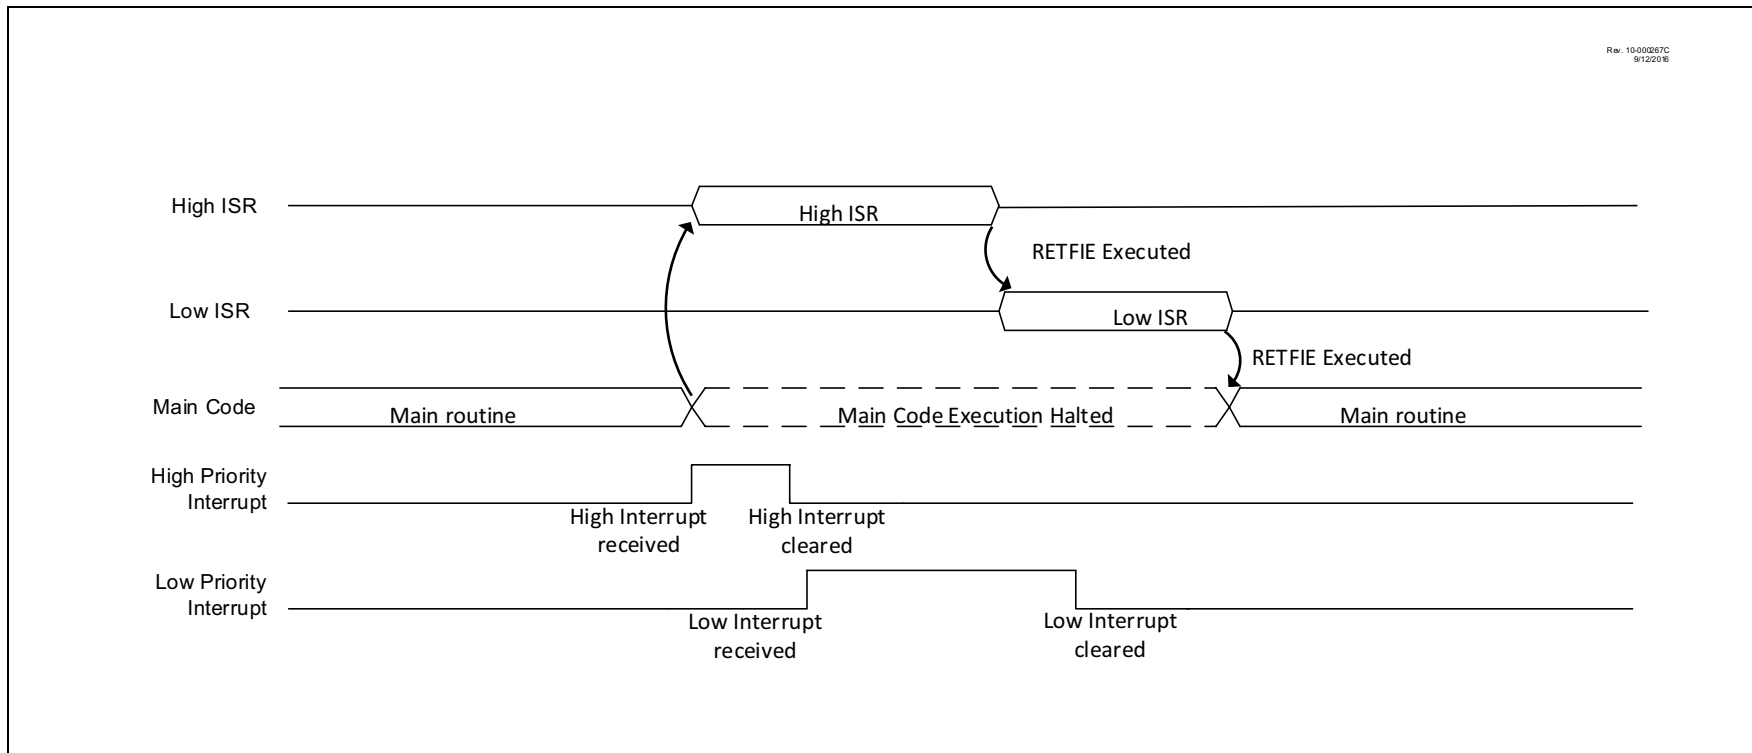 Rev. 10-000267C
9/12/2016
High ISR
High ISR
RETFIE Executed
Low ISR
Low ISR
RETFIE Executed
Main Code
Main routine
Main Code Execution Halted
Main routine
High Priority
Interrupt
High Interrupt
received
High Interrupt
cleared
Low Priority
Interrupt
Low Interrupt
received
Low Interrupt
cleared